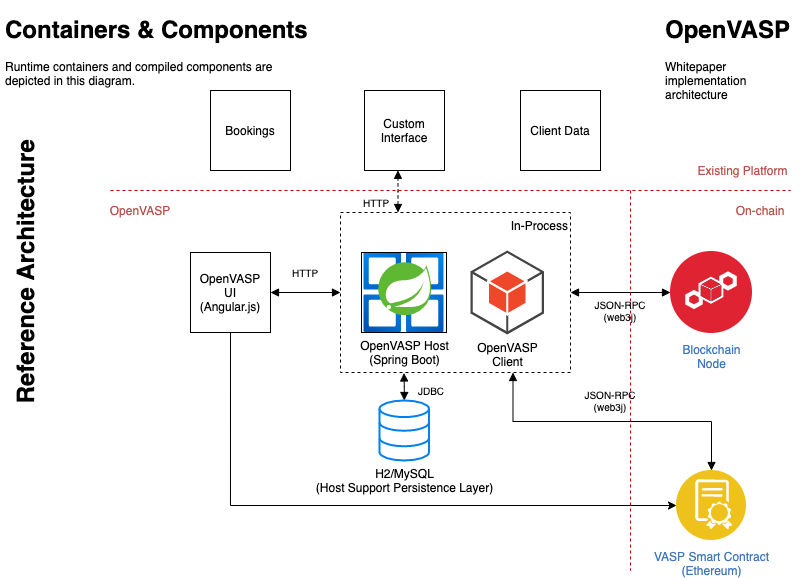 Containers & Components
OpenVASP
Runtime containers and compiled components are
depicted in this diagram.
Whitepaper
implementation
architecture
Reference Architecture
Bookings
Custom
Interface
Client Data
Existing Platform
HTTP
OpenVASP
On-chain
In-Process
OpenVASP
UI
(Angular.js)
HTTP
JSON-RPC
(web3j)
OpenVASP Host
(Spring Boot)
OpenVASP
Client
Blockchain
Node
JDBC
JSON-RPC
(web3j)
H2/MySQL
(Host Support Persistence Layer)
VASP Smart Contract
(Ethereum)